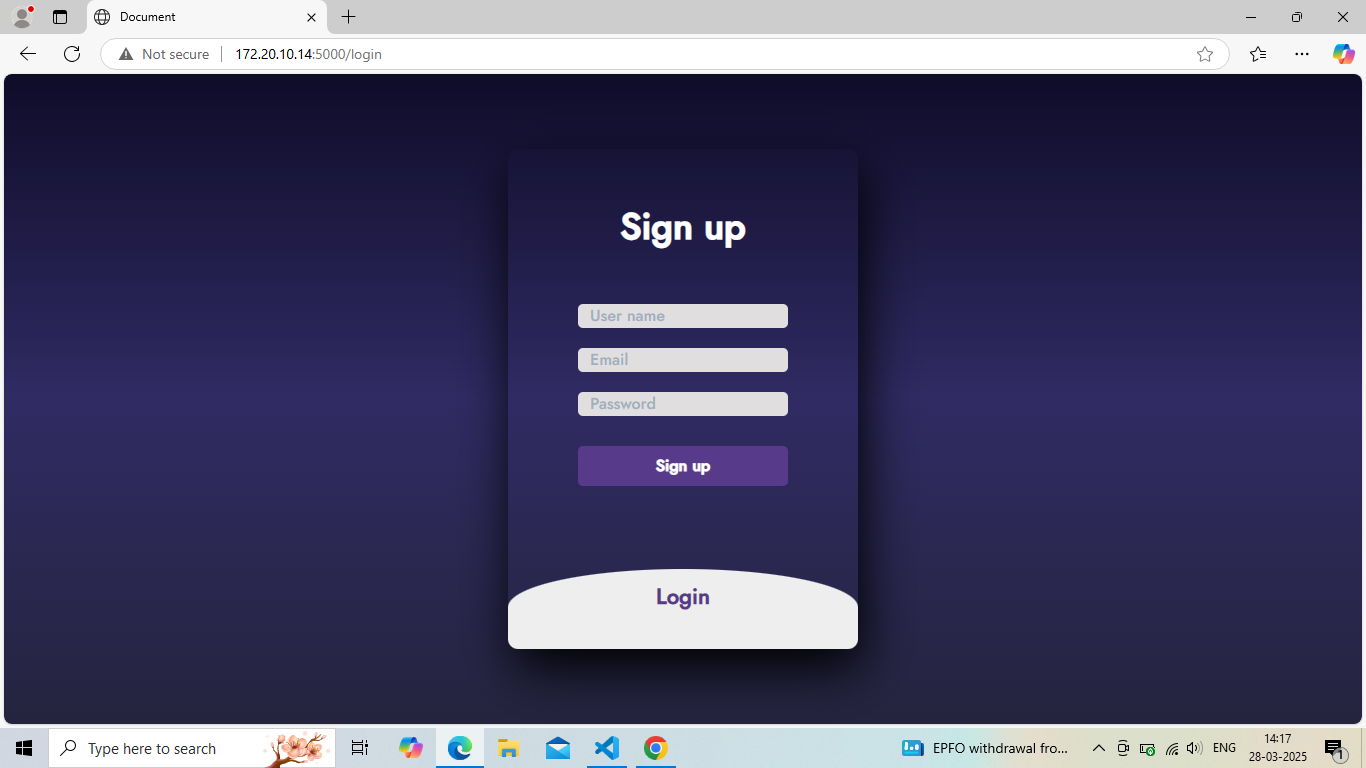 Document
Not secure
172.20.10.14:5000/login
Sign up
User name
Email
Password
Sign up
Login
Type here to search
EPFO withdrawal fro...
ENG
14:17
28-03-2025
1